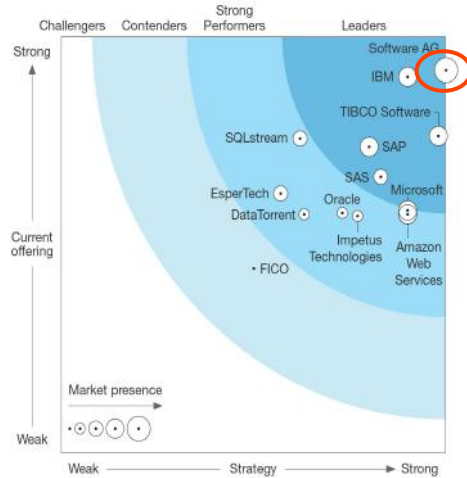 Challengers Contenders Strong Performers Leaders
Strong
Software AG
IBM
TIBCO Software
SQLstream
SAP
SAS
EsperTech
Microsoft
DataTorrent
Oracle
Impetus
Technologies
Amazon
Web
Services
Current
offering
FICO
Market presence
Weak
Weak Strategy Strong